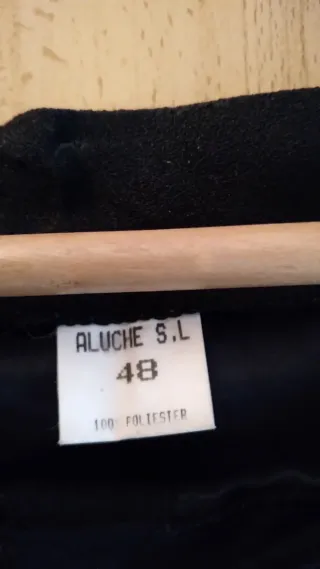 ALUCHE S.L
48
100% POLIESTER